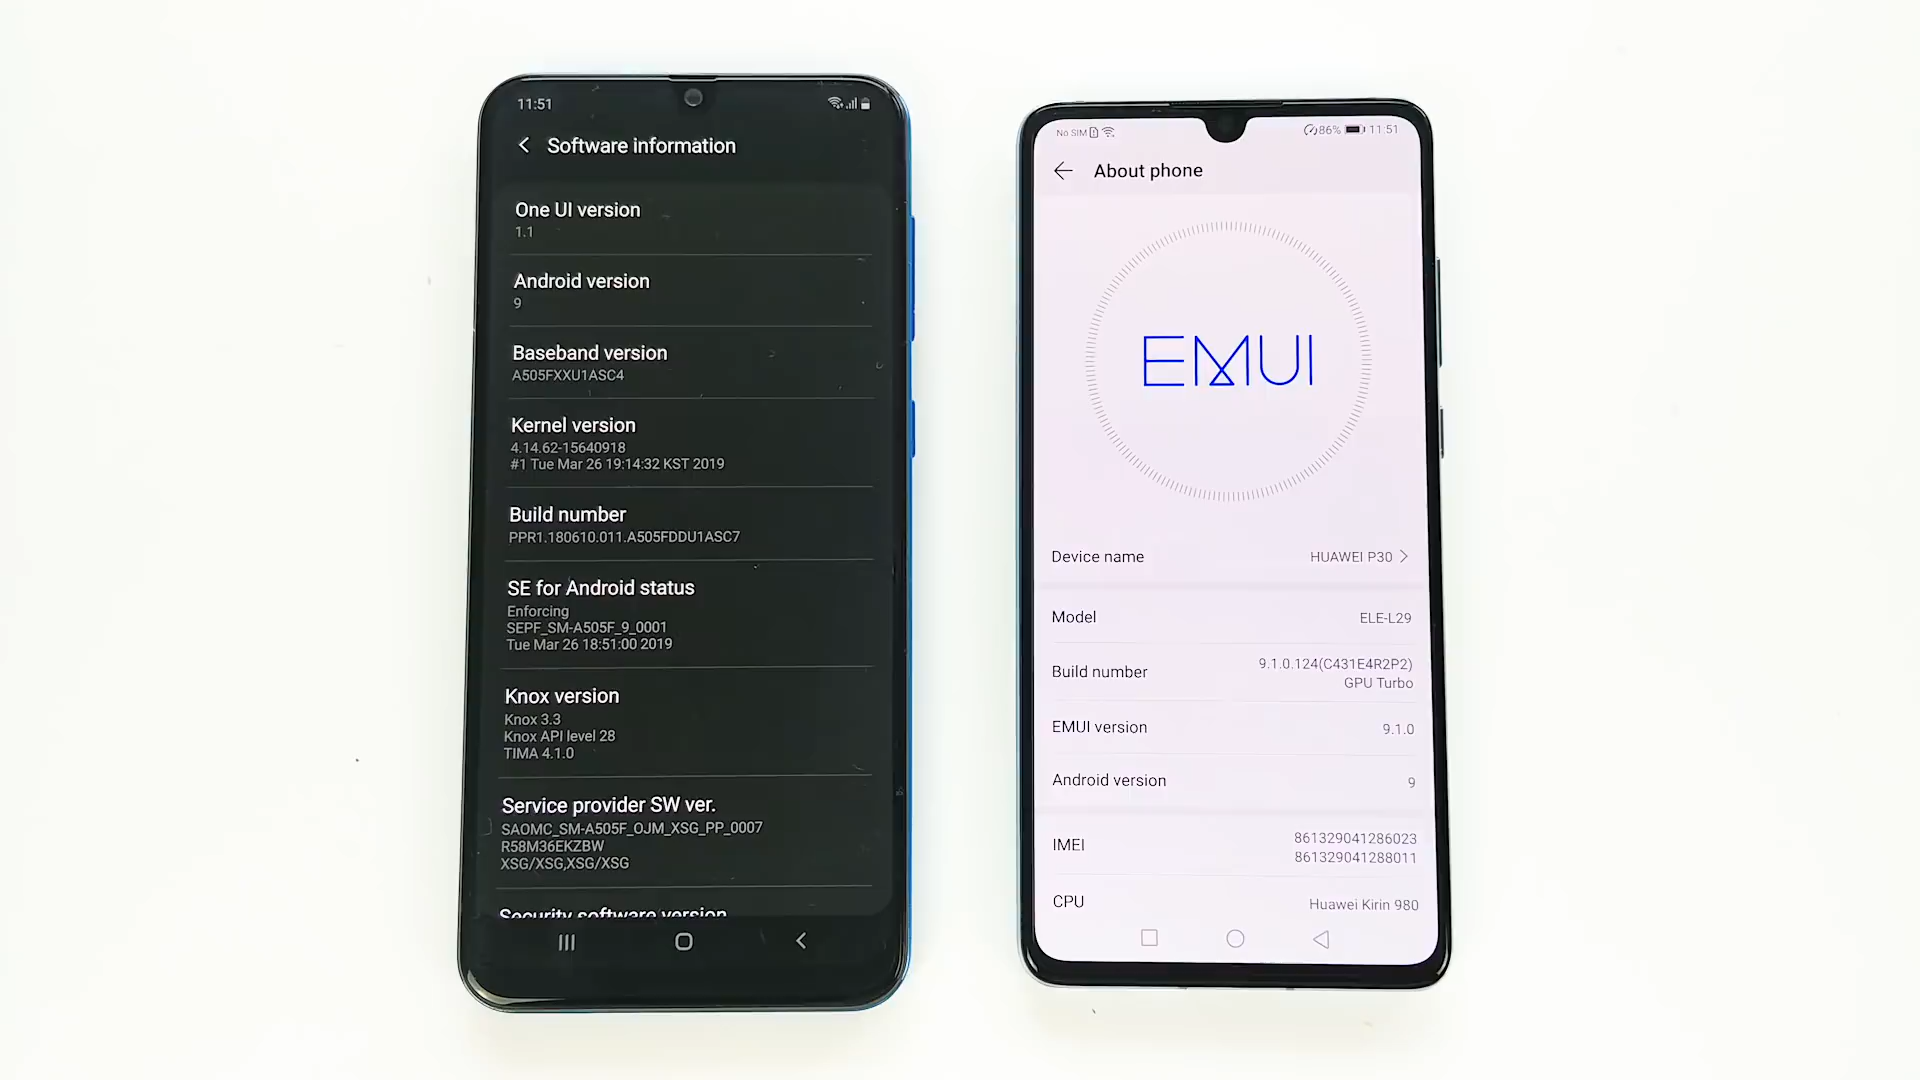 11:51
Software information
One UI version
1.1
Android version
9
Baseband version
A505FXXU1ASC4
Kernel version
4.14.62-15640918
#1 Tue Mar 26 19:14:32 KST 2019
Build number
PPR1.180610.011.A505FDDU1ASC7
SE for Android status
Enforcing
SEPF_SM-A505F_9_0001
Tue Mar 26 18:51:00 2019
Knox version
Knox 3.3
Knox API level 28
TIMA 4.1.0
Service provider SW ver.
SAOMC_SM-A505F_OJM_XSG_PP_0007
R58M36EKZBW
XSG/XSG,XSG/XSG
Security software version
No SIM 86% 11:51
About phone
EMUI
Device name HUAWEI P30
Model ELE-L29
Build number 9.1.0.124(C431E4R2P2)
GPU Turbo
EMUI version 9.1.0
Android version 9
IMEI 861329041286023
861329041288011
CPU Huawei Kirin 980